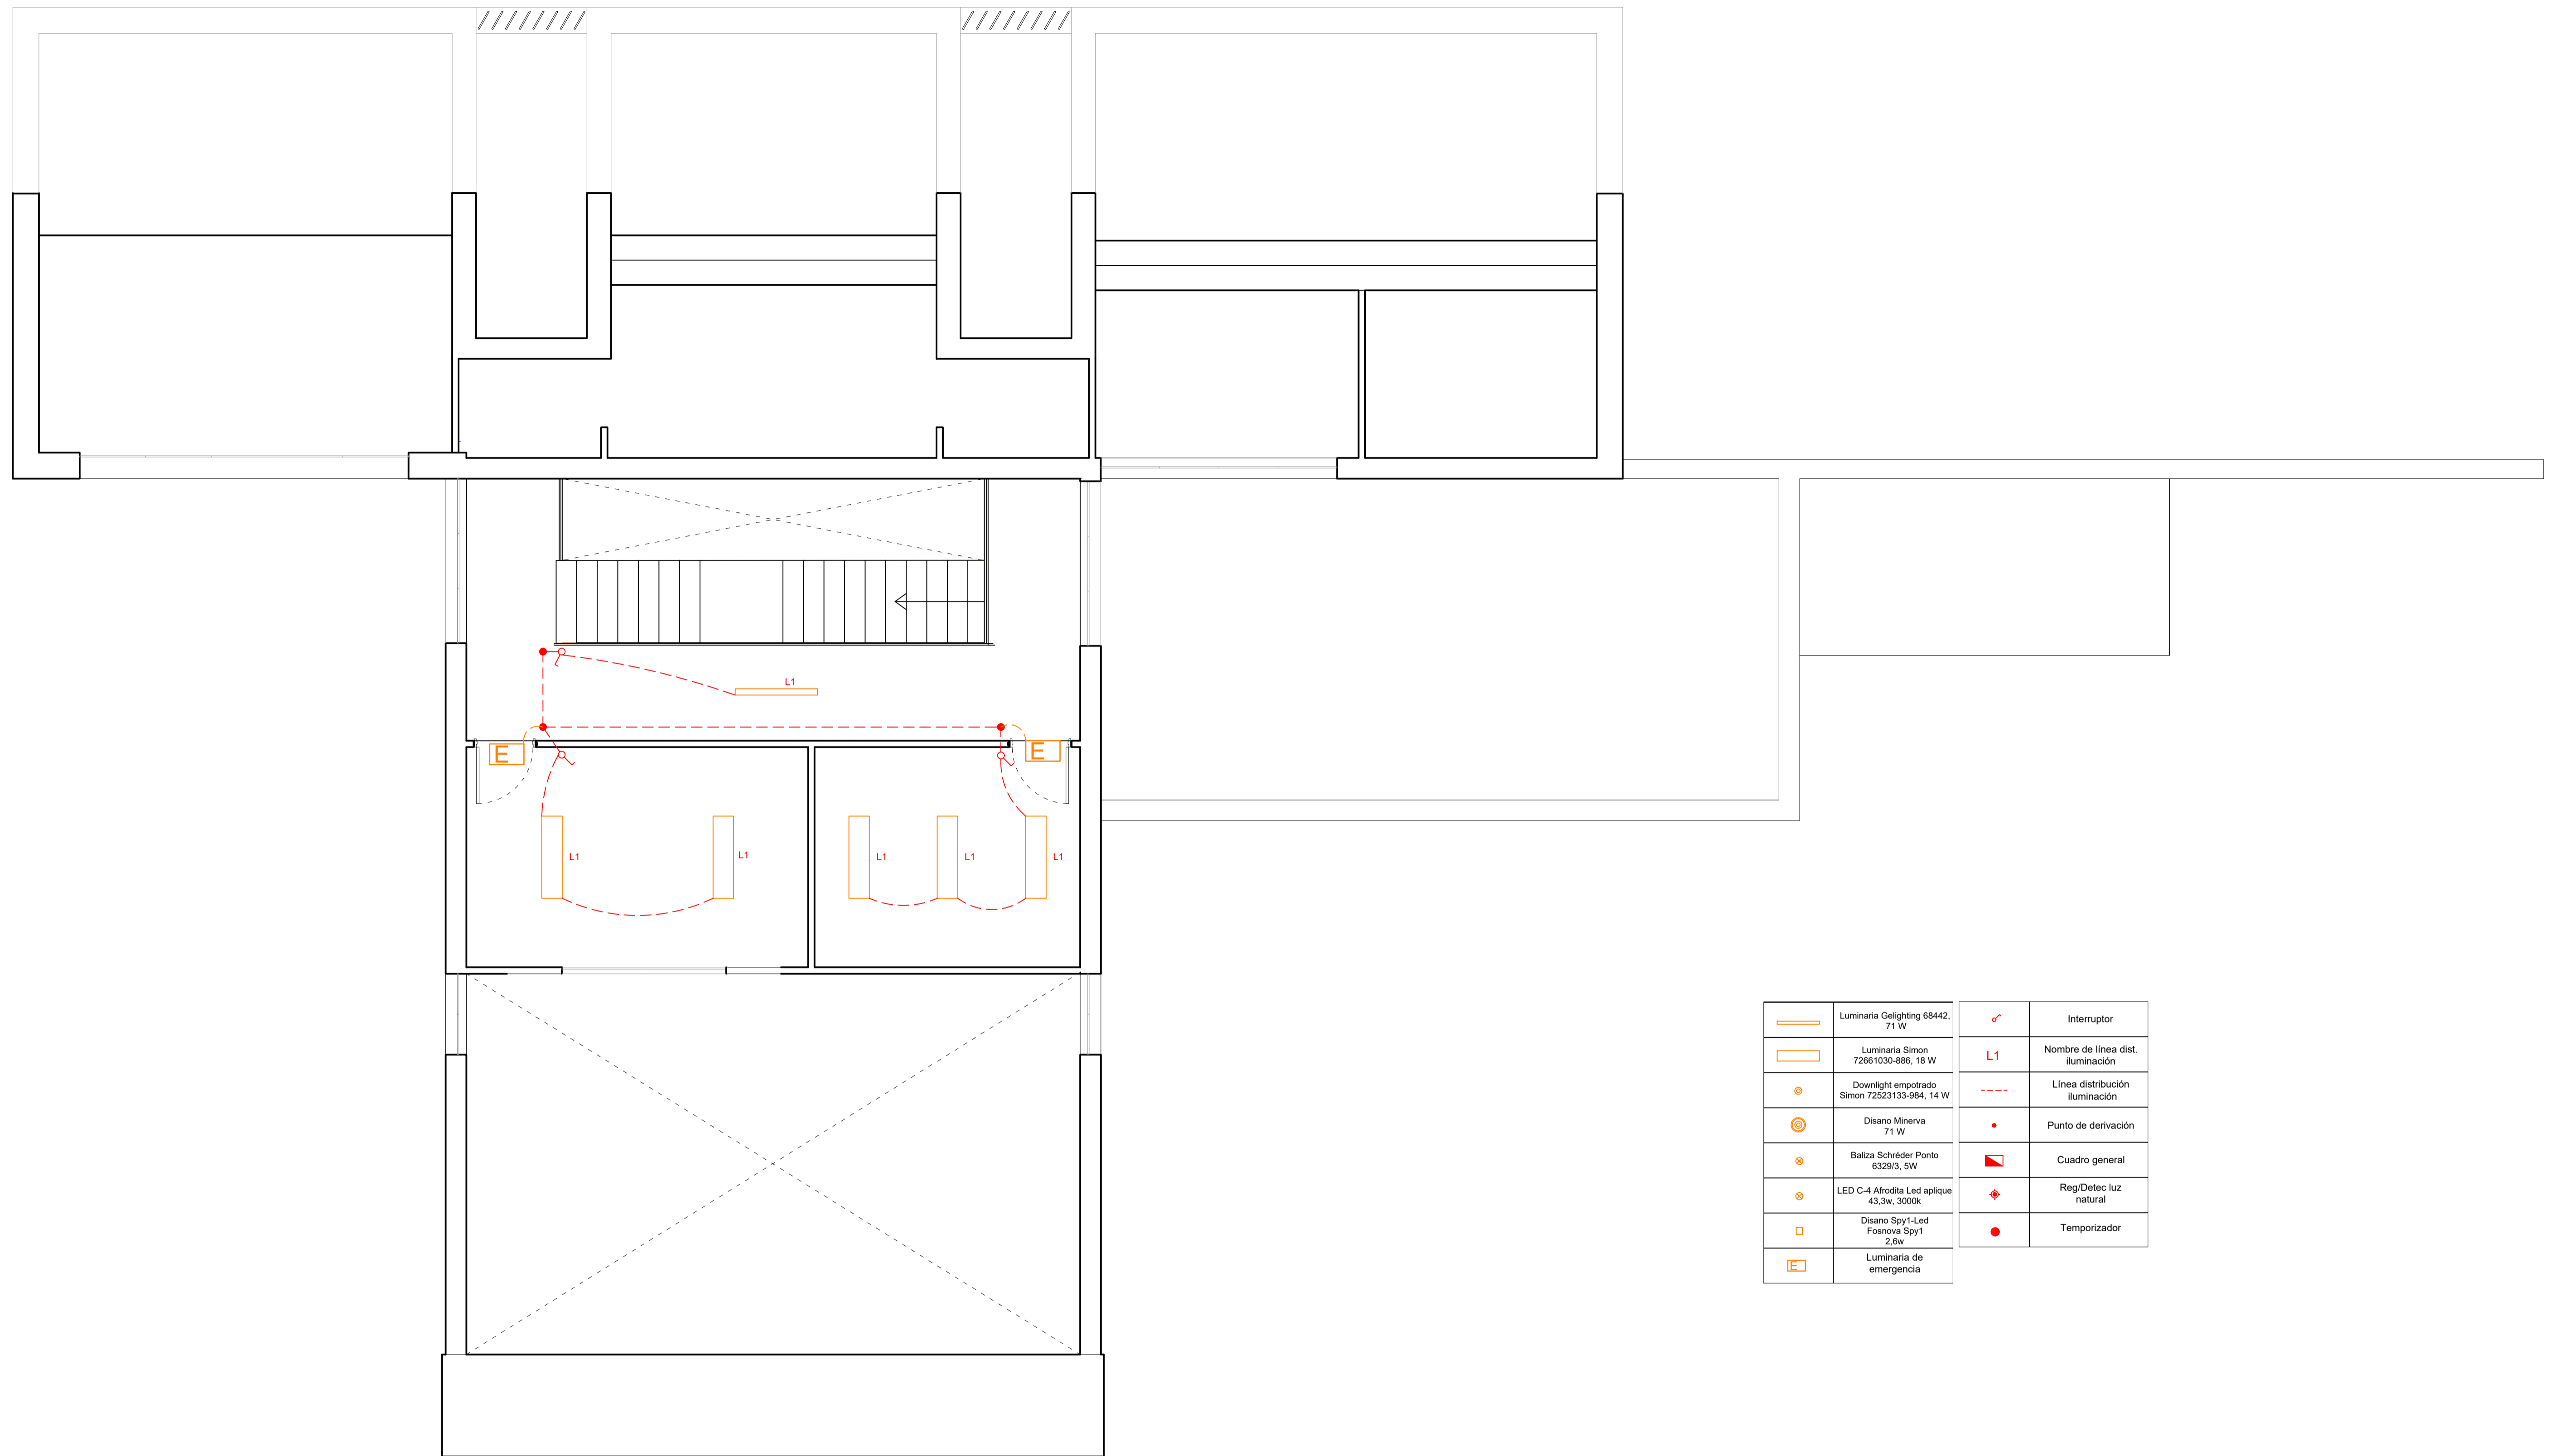 L1
E
E
L1
L1
L1
L1
L1
Luminaria Gelighting 68442,
71 W
Luminaria Simon
72661030-886, 18 W
Downlight empotrado
Simon 72523133-984, 14 W
Disano Minerva
71 W
Baliza Schréder Ponto
6329/3, 5W
LED C-4 Afrodita Led aplique
43,3w, 3000k
Disano Spy1-Led
Fosnova Spy1
2,6w
E
Luminaria de
emergencia
Interruptor
L1
Nombre de línea dist.
iluminación
Línea distribución
iluminación
Punto de derivación
Cuadro general
Reg/Detec luz
natural
Temporizador